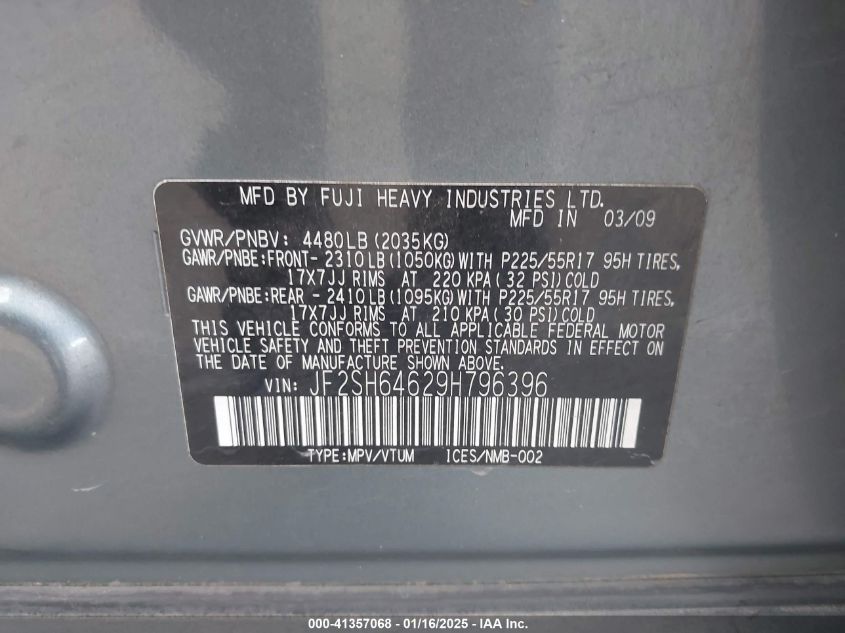 MFD BY FUJI HEAVY INDUSTRIES LTD.
MFD IN 03/09
GVWR/PNBV: 4480LB(2035KG)
GAWR/PNBE:FRONT- 2310LB(1050KG)WITH P225/55R17 95H TIRES,
17X7JJ RIMS AT 220 KPA(32 PSI)COLD
GAWR/PNBE:REAR - 2410LB(1095KG)WITH P225/55R17 95H TIRES,
17X7JJ RIMS AT 210 KPA(30 PSI)COLD
THIS VEHICLE CONFORMS TO ALL APPLICABLE FEDERAL MOTOR
VEHICLE SAFETY AND THEFT PREVENTION STANDARDS IN EFFECT ON
THE DATE OF MANUFACTURE SHOWN ABOVE.
VIN: JF2SH64629H796396
TYPE:MPV/VTUM ICES/NMB-002
000-41357068 - 01/16/2025 - IAA Inc.